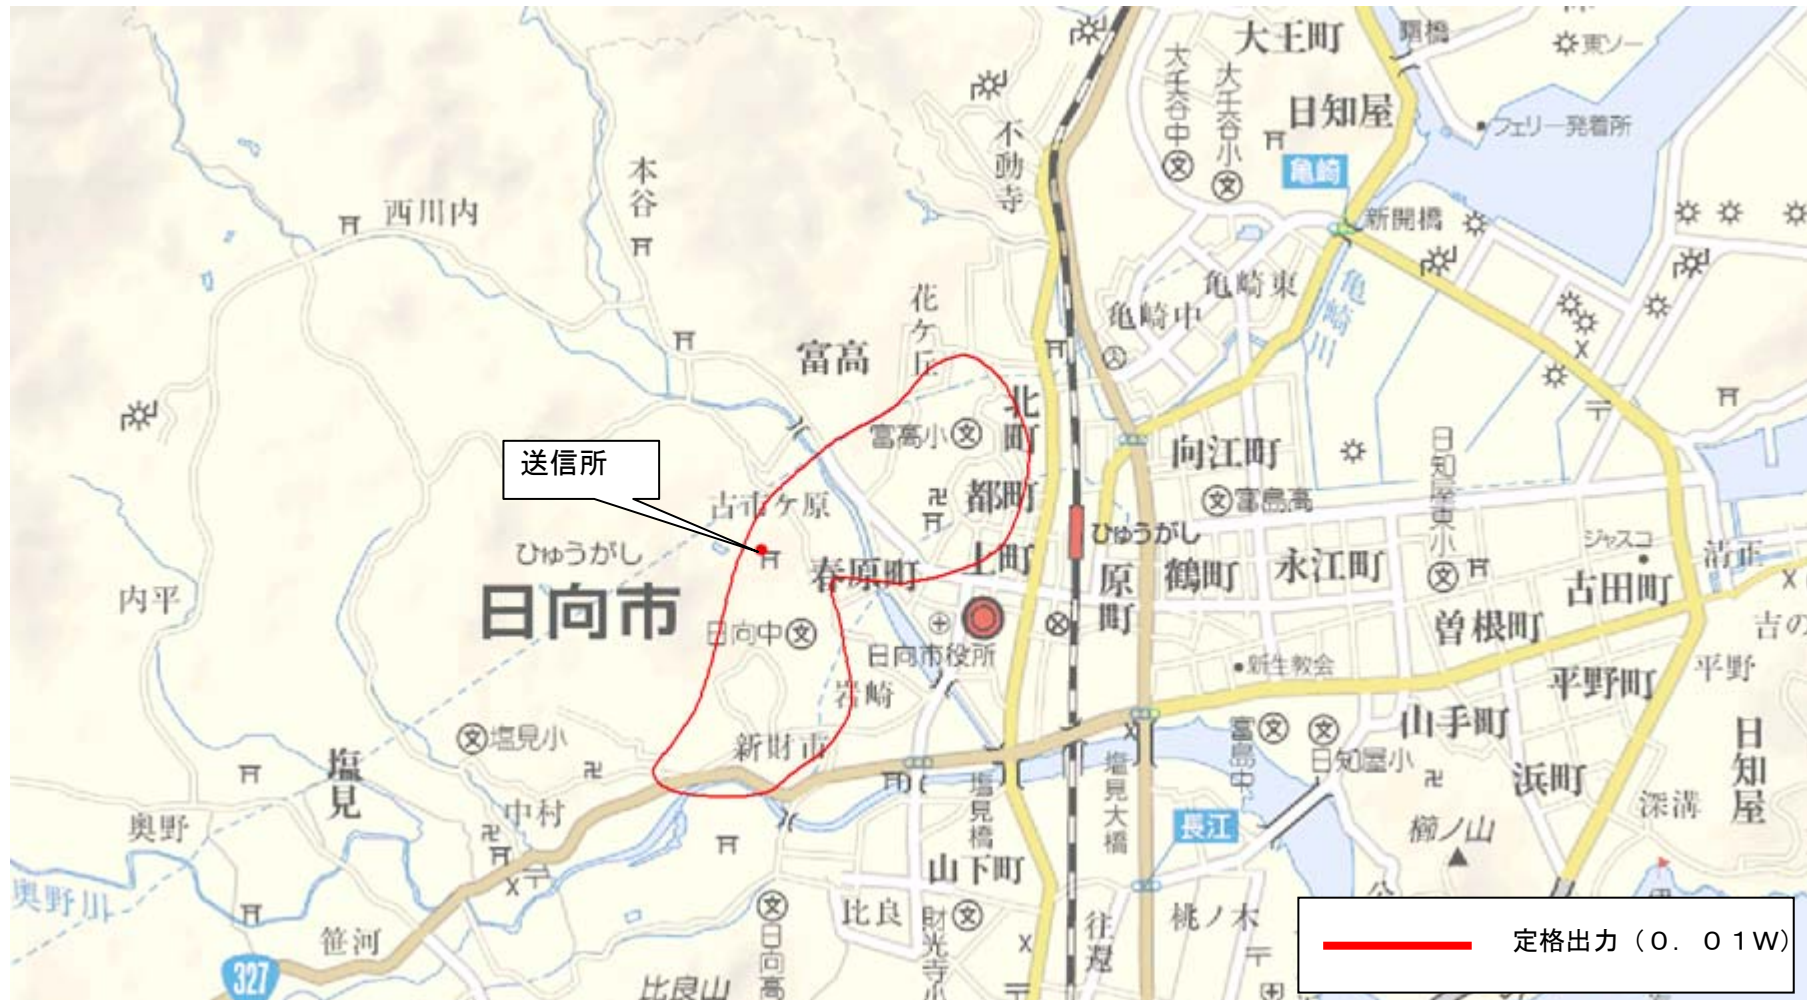 大王町
曙橋
東ソー
大王谷中
大王谷小
日知屋
フェリー発着所
不動寺
亀崎
本谷
西川内
新開橋
亀崎東
亀崎川
亀崎中
花ケ丘
富高
北町
富高小
向江町
日知屋東小
送信所
古市ケ原
都町
富島高
ひゅうがし
ひゅうがし
ジャスコ
清正
日向市
春原町
上町
原町
鶴町
永江町
古田町
内平
日向中
曽根町
吉の
日向市役所
新生教会
平野
平野町
岩崎
山手町
塩見小
新財市
富島中
日知屋小
日知屋
塩見
塩見橋
塩見大橋
浜町
深溝
中村
奥野
長江
櫛ノ山
山下町
奥野川
比良
財光寺小
往還
桃ノ木
公
笹河
日向高
327
比良山
定格出力（０．０１Ｗ）